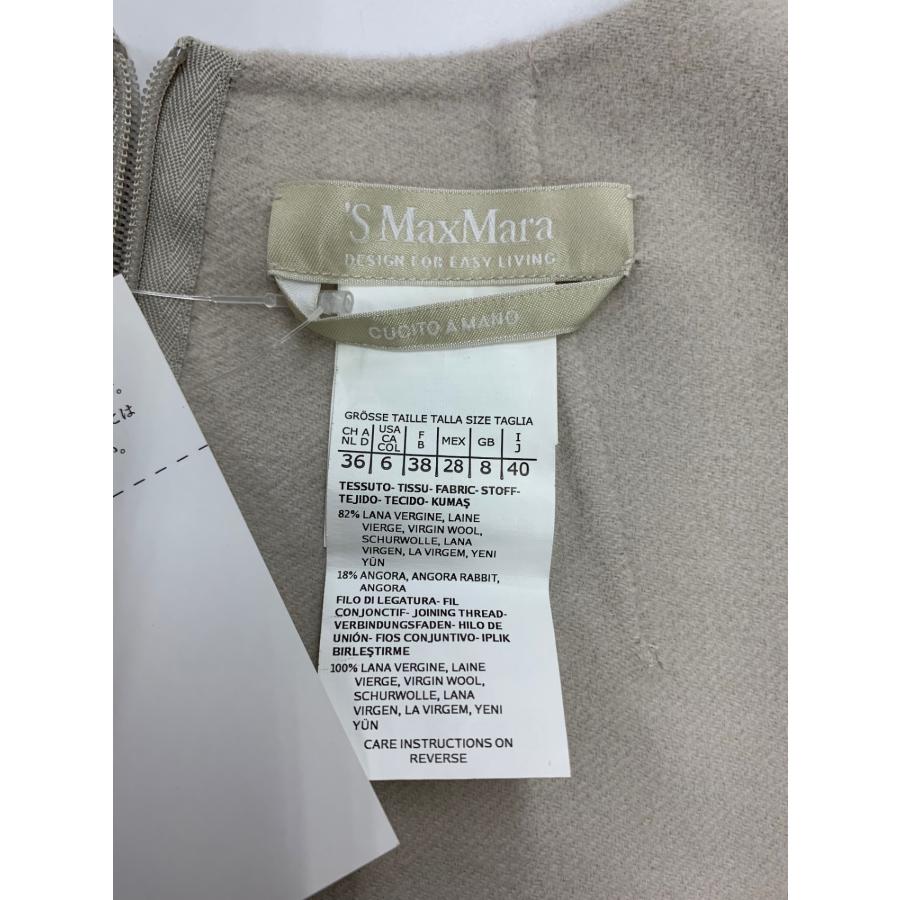 'S MaxMara
DESIGN FOR EASY LIVING
CUCITO A MANO
GRÖSSE TAILLE TALLA SIZE TAGLIA
CH A NL D USA CA COL F B MEX GB I J
36 6 38 28 8 40
TESSUTO- TISSU- FABRIC- STOFF-
TEJIDO- TECIDO- KUMAŞ
82% LANA VERGINE, LAINE
VIERGE, VIRGIN WOOL,
SCHURWOLLE, LANA
VIRGEN, LA VIRGEM, YENI
YÜN
18% ANGORA, ANGORA RABBIT,
ANGORA
FILO DI LEGATURA- FIL
CONJONCTIF- JOINING THREAD-
VERBINDUNGSFADEN- HILO DE
UNIÓN- FIOS CONJUNTIVO- IPLIK
BIRLEŞTIRME
100% LANA VERGINE, LAINE
VIERGE, VIRGIN WOOL,
SCHURWOLLE, LANA
VIRGEN, LA VIRGEM, YENI
YÜN
CARE INSTRUCTIONS ON
REVERSE